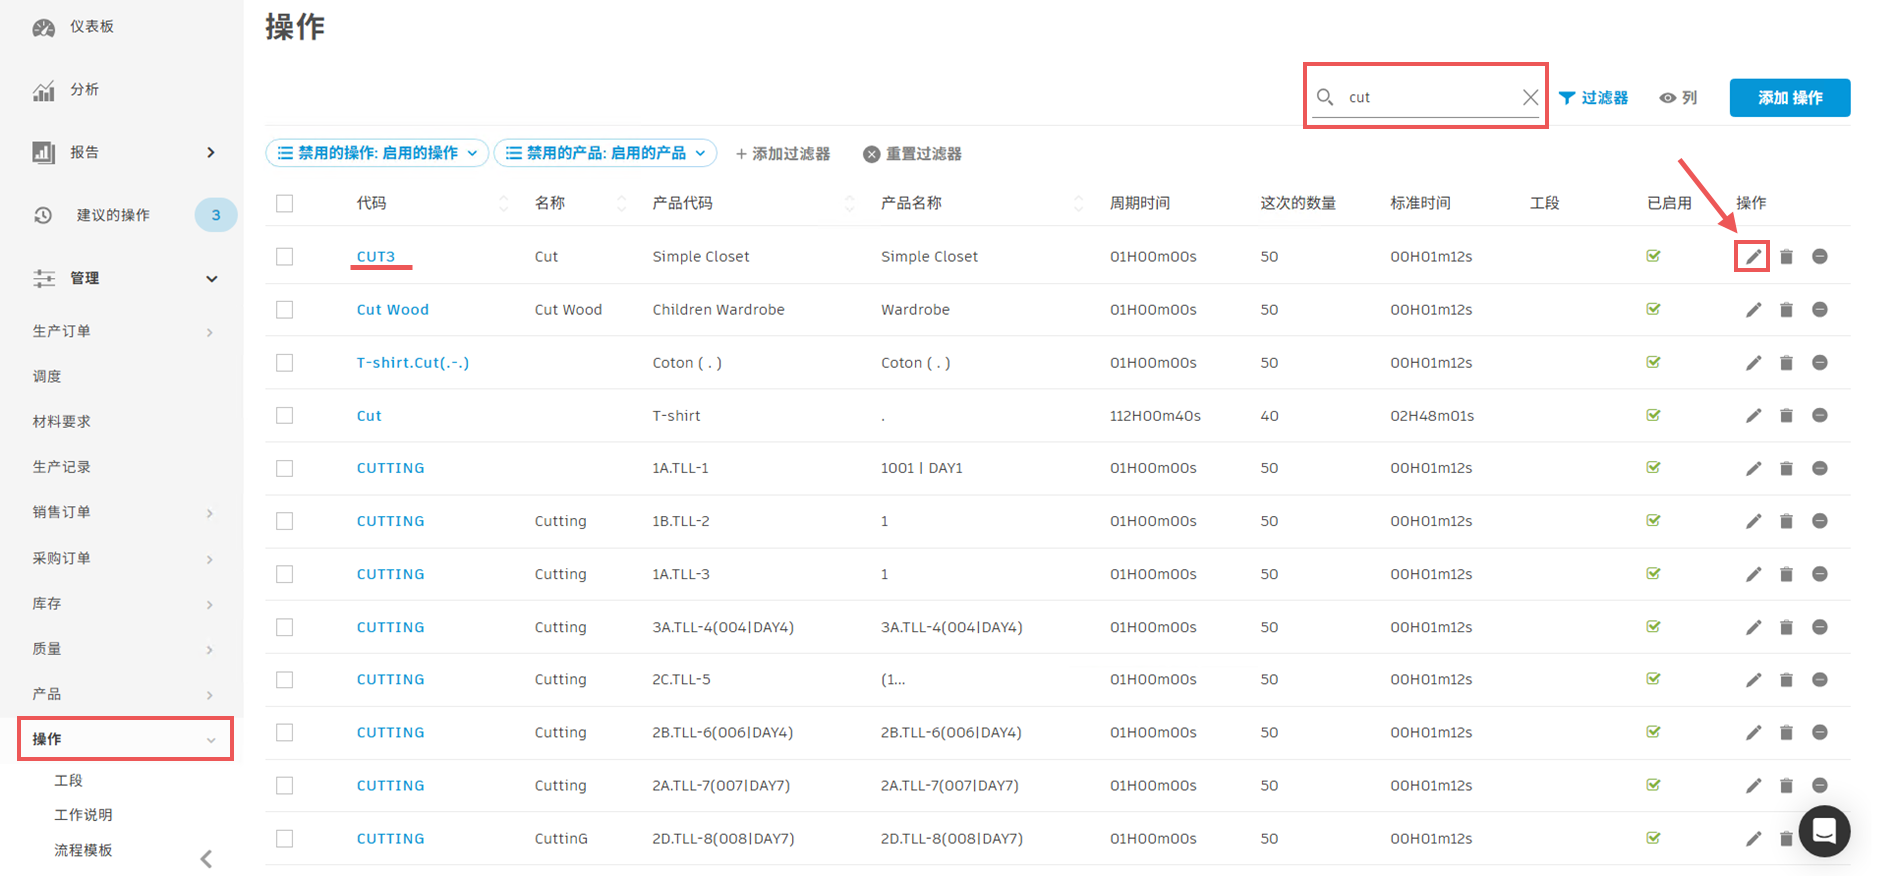 仪表板
分析
报告
建议的操作 3
管理
生产订单
调度
材料要求
生产记录
销售订单
采购订单
库存
质量
产品
操作
工段
工作说明
流程模板
操作
cut 过滤器 列 添加 操作
禁用的操作: 启用的操作 禁用的产品: 启用的产品 + 添加过滤器 重置过滤器
代码 名称 产品代码 产品名称 周期时间 这次的数量 标准时间 工段 已启用 操作
CUT3 Cut Simple Closet Simple Closet 01H00m00s 50 00H01m12s
Cut Wood Cut Wood Children Wardrobe Wardrobe 01H00m00s 50 00H01m12s
T-shirt.Cut(.-.) Coton ( . ) Coton ( . ) 01H00m00s 50 00H01m12s
Cut T-shirt . 112H00m40s 40 02H48m01s
CUTTING 1A.TLL-1 1001 | DAY1 01H00m00s 50 00H01m12s
CUTTING Cutting 1B.TLL-2 1 01H00m00s 50 00H01m12s
CUTTING Cutting 1A.TLL-3 1 01H00m00s 50 00H01m12s
CUTTING Cutting 3A.TLL-4(004|DAY4) 3A.TLL-4(004|DAY4) 01H00m00s 50 00H01m12s
CUTTING Cutting 2C.TLL-5 (1... 01H00m00s 50 00H01m12s
CUTTING Cutting 2B.TLL-6(006|DAY4) 2B.TLL-6(006|DAY4) 01H00m00s 50 00H01m12s
CUTTING Cutting 2A.TLL-7(007|DAY7) 2A.TLL-7(007|DAY7) 01H00m00s 50 00H01m12s
CUTTING CuttinG 2D.TLL-8(008|DAY7) 2D.TLL-8(008|DAY7) 01H00m00s 50 00H01m12s